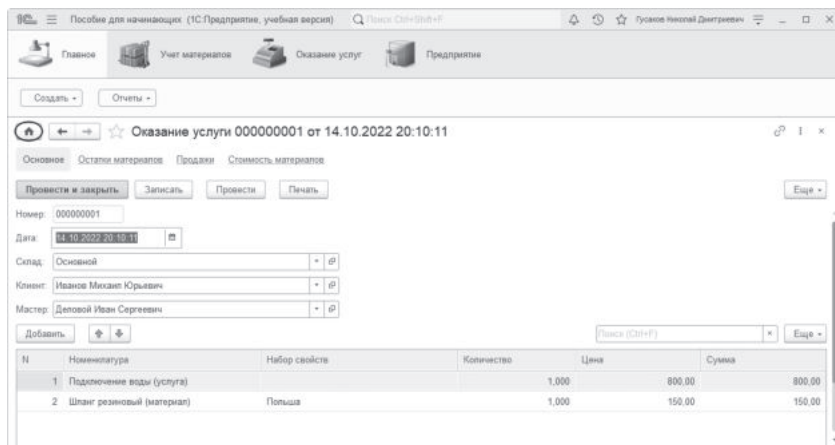 1С Пособие для начинающих (1С:Предприятие, учебная версия) Поиск Ctrl+Shift+F Гусаков Николай Дмитриевич
Главное Учет материалов Оказание услуг Предприятие
Создать Отчеты
Оказание услуги 000000001 от 14.10.2022 20:10:11
Основное Остатки материалов Продажи Стоимость материалов
Провести и закрыть Записать Провести Печать Еще
Номер: 000000001
Дата: 14.10.2022 20:10:11
Склад: Основной
Клиент: Иванов Михаил Юрьевич
Мастер: Деловой Иван Сергеевич
Добавить Поиск (Ctrl+F) × Еще
N Номенклатура Набор свойств Количество Цена Сумма
1 Подключение воды (услуга) 1,000 800,00 800,00
2 Шланг резиновый (материал) Польша 1,000 150,00 150,00